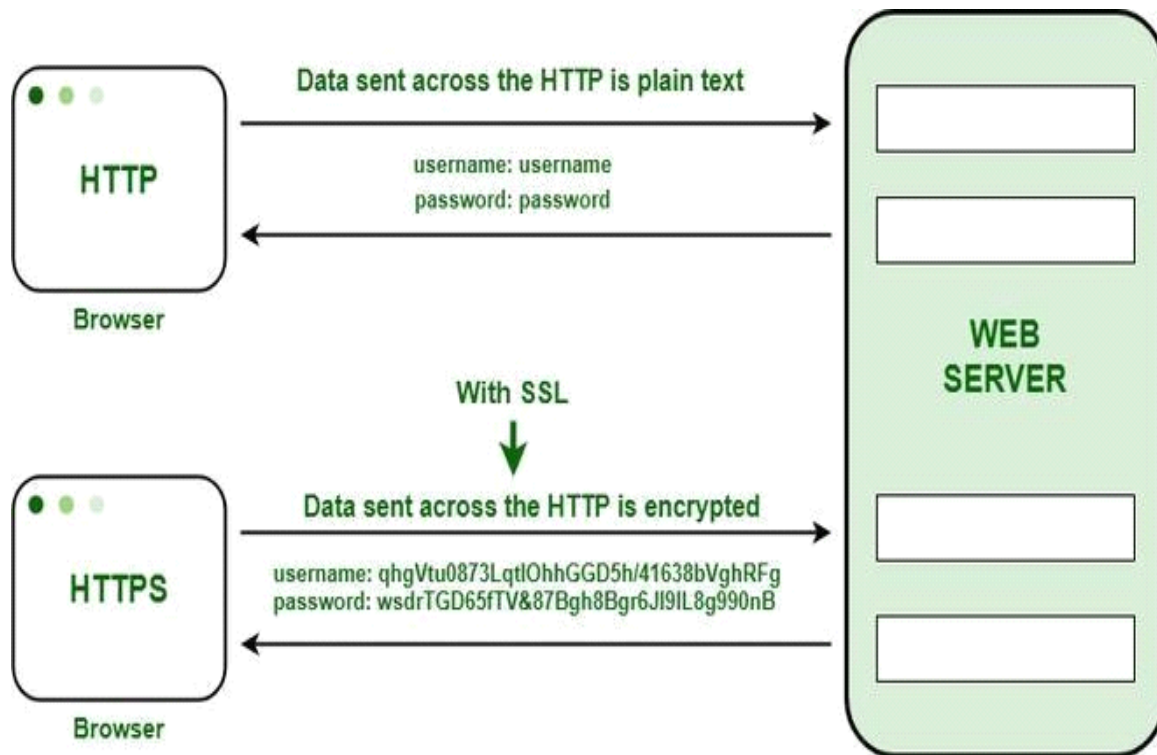 Data sent across the HTTP is plain text
HTTP
username: username
password: password
Browser
WEB
SERVER
With SSL
Data sent across the HTTP is encrypted
HTTPS
username: qhgVtu0873LqtlOhhGGD5h/41638bVghRFg
password: wsdrTGD65fTV&87Bgh8Bgr6Jl9lL8g990nB
Browser